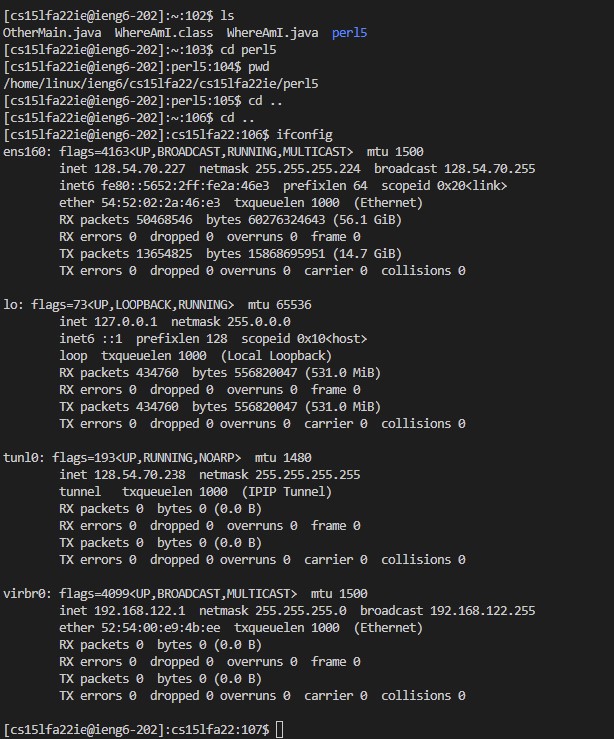 [cs15lfa22ie@ieng6-202]:~:102$ ls
OtherMain.java  WhereAmI.class  WhereAmI.java  perl5
[cs15lfa22ie@ieng6-202]:~:103$ cd perl5
[cs15lfa22ie@ieng6-202]:perl5:104$ pwd
/home/linux/ieng6/cs15lfa22/cs15lfa22ie/perl5
[cs15lfa22ie@ieng6-202]:perl5:105$ cd ..
[cs15lfa22ie@ieng6-202]:~:106$ cd ..
[cs15lfa22ie@ieng6-202]:cs15lfa22:106$ ifconfig
ens160: flags=4163<UP,BROADCAST,RUNNING,MULTICAST>  mtu 1500
        inet 128.54.70.227  netmask 255.255.255.224  broadcast 128.54.70.255
        inet6 fe80::5652:2ff:fe2a:46e3  prefixlen 64  scopeid 0x20<link>
        ether 54:52:02:2a:46:e3  txqueuelen 1000  (Ethernet)
        RX packets 50468546  bytes 60276324643 (56.1 GiB)
        RX errors 0  dropped 0  overruns 0  frame 0
        TX packets 13654825  bytes 15868695951 (14.7 GiB)
        TX errors 0  dropped 0 overruns 0  carrier 0  collisions 0

lo: flags=73<UP,LOOPBACK,RUNNING>  mtu 65536
        inet 127.0.0.1  netmask 255.0.0.0
        inet6 ::1  prefixlen 128  scopeid 0x10<host>
        loop  txqueuelen 1000  (Local Loopback)
        RX packets 434760  bytes 556820047 (531.0 MiB)
        RX errors 0  dropped 0  overruns 0  frame 0
        TX packets 434760  bytes 556820047 (531.0 MiB)
        TX errors 0  dropped 0 overruns 0  carrier 0  collisions 0

tunl0: flags=193<UP,RUNNING,NOARP>  mtu 1480
        inet 128.54.70.238  netmask 255.255.255.255
        tunnel   txqueuelen 1000  (IPIP Tunnel)
        RX packets 0  bytes 0 (0.0 B)
        RX errors 0  dropped 0  overruns 0  frame 0
        TX packets 0  bytes 0 (0.0 B)
        TX errors 0  dropped 0 overruns 0  carrier 0  collisions 0

virbr0: flags=4099<UP,BROADCAST,MULTICAST>  mtu 1500
        inet 192.168.122.1  netmask 255.255.255.0  broadcast 192.168.122.255
        ether 52:54:00:e9:4b:ee  txqueuelen 1000  (Ethernet)
        RX packets 0  bytes 0 (0.0 B)
        RX errors 0  dropped 0  overruns 0  frame 0
        TX packets 0  bytes 0 (0.0 B)
        TX errors 0  dropped 0 overruns 0  carrier 0  collisions 0

[cs15lfa22ie@ieng6-202]:cs15lfa22:107$